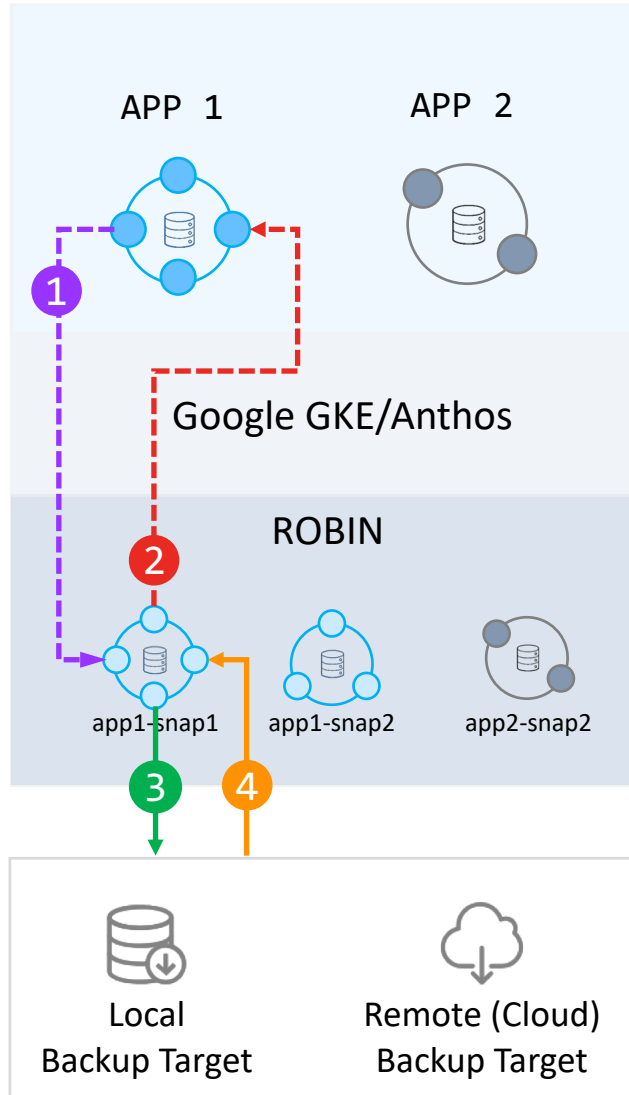 APP 1
APP 2
1
Google GKE/Anthos
ROBIN
2
app1-snap1
app1-snap2
app2-snap2
3
4
Local
Backup Target
Remote (Cloud)
Backup Target